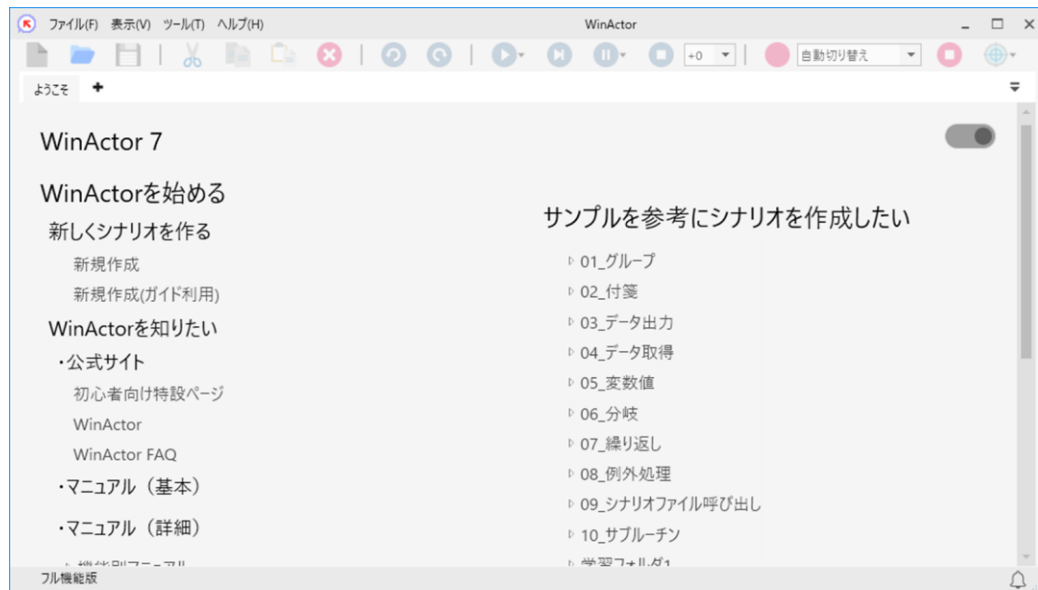 ファイル(F) 表示(V) ツール(T) ヘルプ(H)
WinActor
+0
自動切り替え
ようこそ
WinActor 7
WinActorを始める
新しくシナリオを作る
新規作成
新規作成(ガイド利用)
WinActorを知りたい
・公式サイト
初心者向け特設ページ
WinActor
WinActor FAQ
・マニュアル（基本）
・マニュアル（詳細）
サンプルを参考にシナリオを作成したい
01_グループ
02_付箋
03_データ出力
04_データ取得
05_変数値
06_分岐
07_繰り返し
08_例外処理
09_シナリオファイル呼び出し
10_サブルーチン
学習フォルダ1
フル機能版